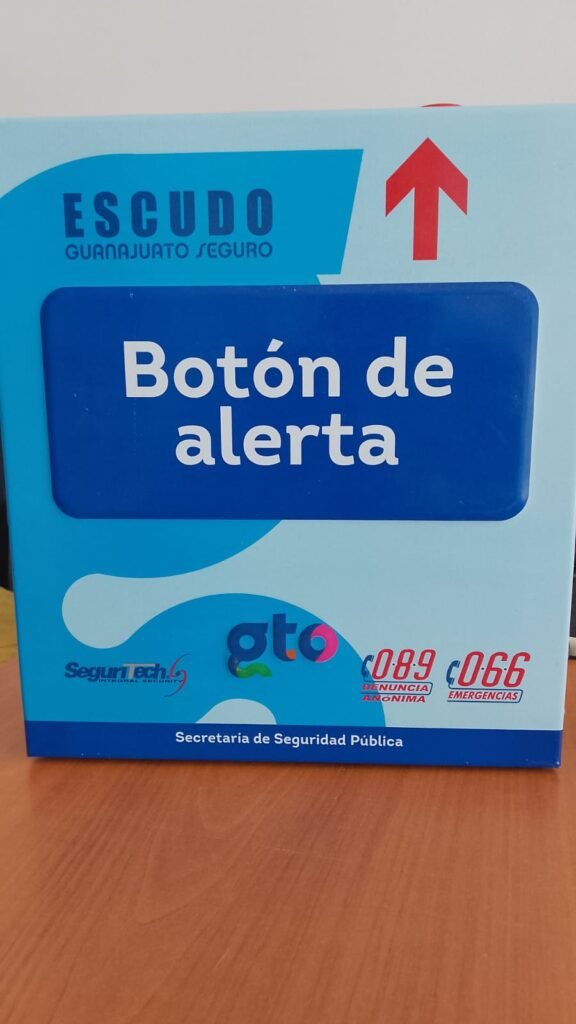 ESCUDO
GUANAJUATO SEGURO
Botón de
alerta
gto
SeguriTech
INTEGRAL SECURITY
089
DENUNCIA
ANóNIMA
066
EMERGENCIAS
Secretaría de Seguridad Pública